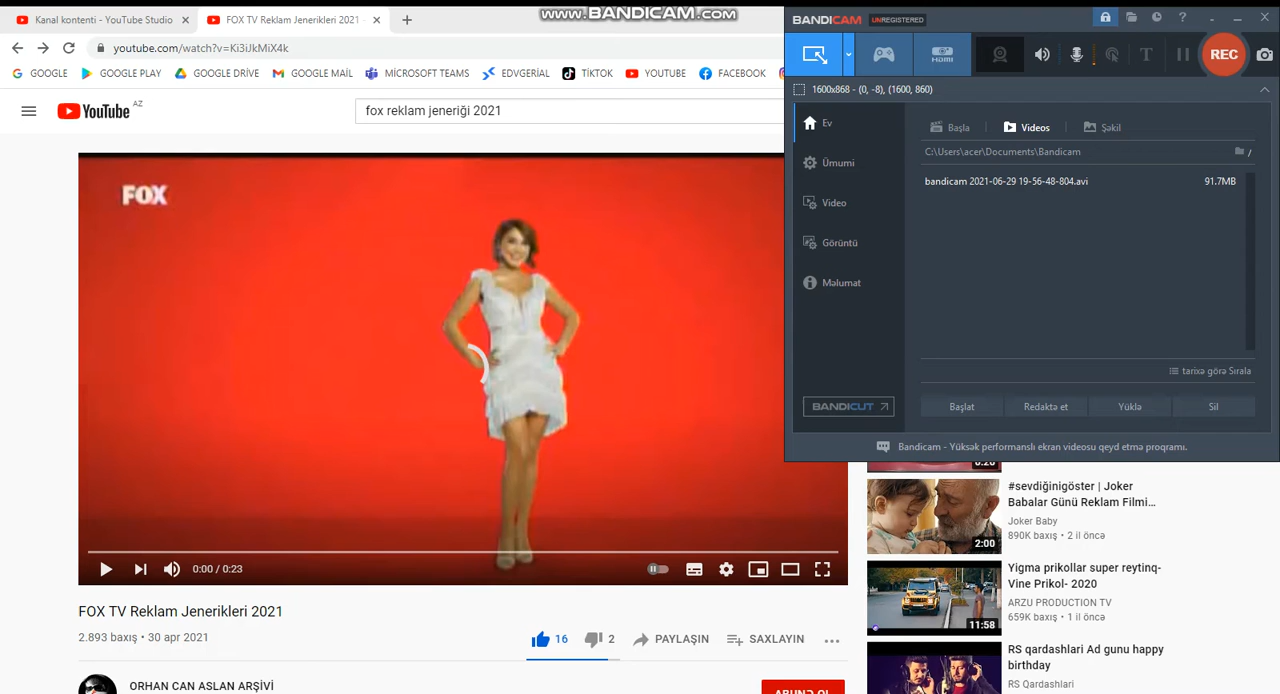 www.BANDICAM.com
Kanal kontenti - YouTube Studio
FOX TV Reklam Jenerikleri 2021
youtube.com/watch?v=Ki3iJkMiX4k
GOOGLE
GOOGLE PLAY
GOOGLE DRİVE
GOOGLE MAİL
MİCROSOFT TEAMS
EDVGERİAL
TİKTOK
YOUTUBE
FACEBOOK
YouTube AZ
fox reklam jeneriği 2021
FOX
0:00 / 0:23
FOX TV Reklam Jenerikleri 2021
2.893 baxış • 30 apr 2021
16
2
PAYLAŞIN
SAXLAYIN
ORHAN CAN ASLAN ARŞİVİ
ABUNƏ OL
BANDICAM UNREGISTERED
HDMI
REC
1600x868 - (0, -8), (1600, 860)
Ev
Ümumi
Video
Görüntü
Məlumat
BANDICUT
Başla
Videos
Şəkil
C:\Users\acer\Documents\Bandicam
bandicam 2021-06-29 19-56-48-804.avi
91.7MB
tarixə görə Sırala
Başlat
Redaktə et
Yüklə
Sil
Bandicam - Yüksək performanslı ekran videosu qeyd etmə proqramı.
#sevdiğinigöster | Joker
Babalar Günü Reklam Filmi...
Joker Baby
890K baxış • 2 il öncə
2:00
Yigma prikollar super reytinq-
Vine Prikol- 2020
ARZU PRODUCTION TV
659K baxış • 1 il öncə
11:58
RS qardashlari Ad gunu happy
birthday
RS Qardashlari